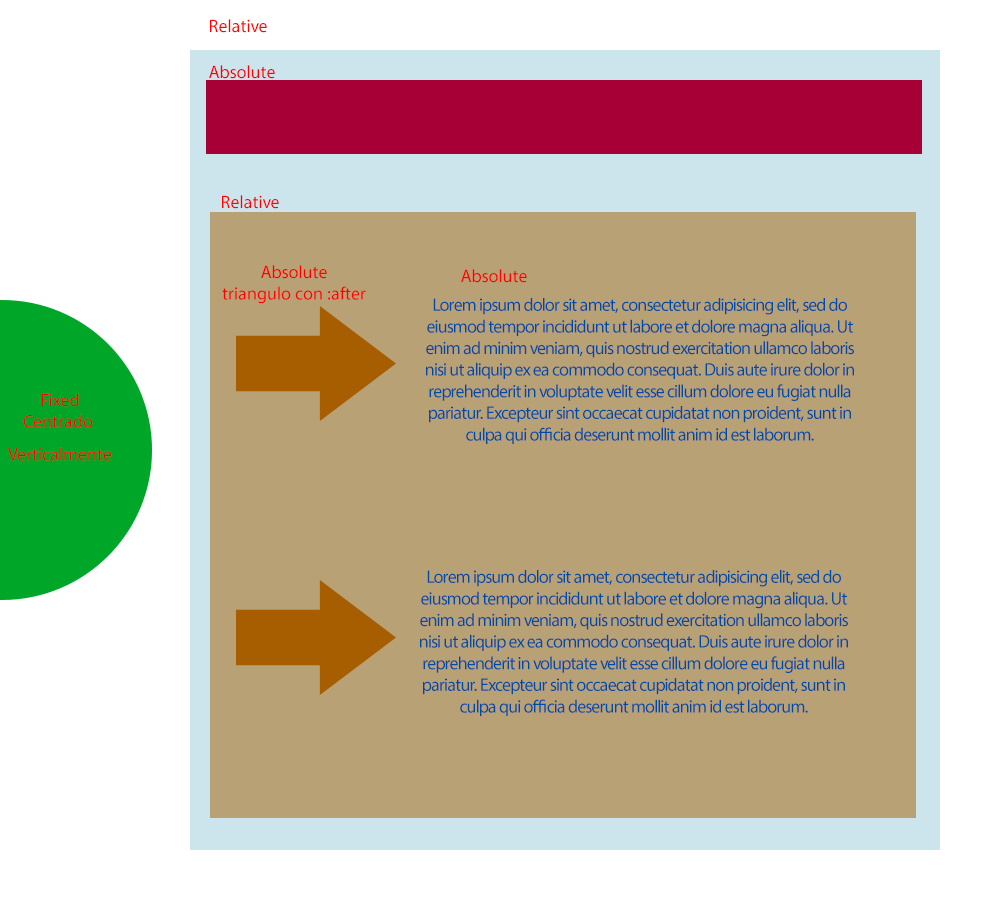 Relative
Absolute
Relative
Absolute
triangulo con :after
Absolute
Lorem ipsum dolor sit amet, consectetur adipisicing elit, sed do
eiusmod tempor incididunt ut labore et dolore magna aliqua. Ut
enim ad minim veniam, quis nostrud exercitation ullamco laboris
nisi ut aliquip ex ea commodo consequat. Duis aute irure dolor in
reprehenderit in voluptate velit esse cillum dolore eu fugiat nulla
pariatur. Excepteur sint occaecat cupidatat non proident, sunt in
culpa qui officia deserunt mollit anim id est laborum.
Fixed
Centrado
Verticalmente
Lorem ipsum dolor sit amet, consectetur adipisicing elit, sed do
eiusmod tempor incididunt ut labore et dolore magna aliqua. Ut
enim ad minim veniam, quis nostrud exercitation ullamco laboris
nisi ut aliquip ex ea commodo consequat. Duis aute irure dolor in
reprehenderit in voluptate velit esse cillum dolore eu fugiat nulla
pariatur. Excepteur sint occaecat cupidatat non proident, sunt in
culpa qui officia deserunt mollit anim id est laborum.